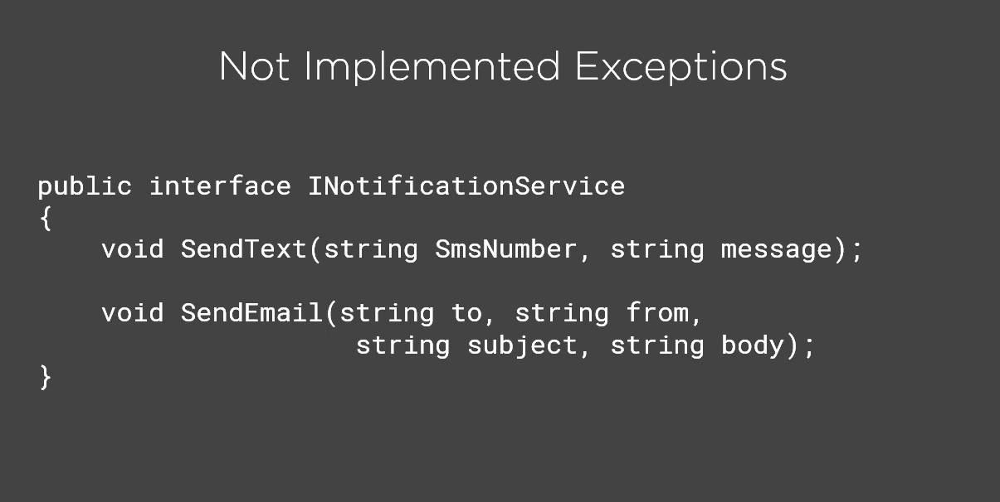 Not Implemented Exceptions
public interface INotificationService
{
    void SendText(string SmsNumber, string message);
    void SendEmail(string to, string from,
                    string subject, string body);
}